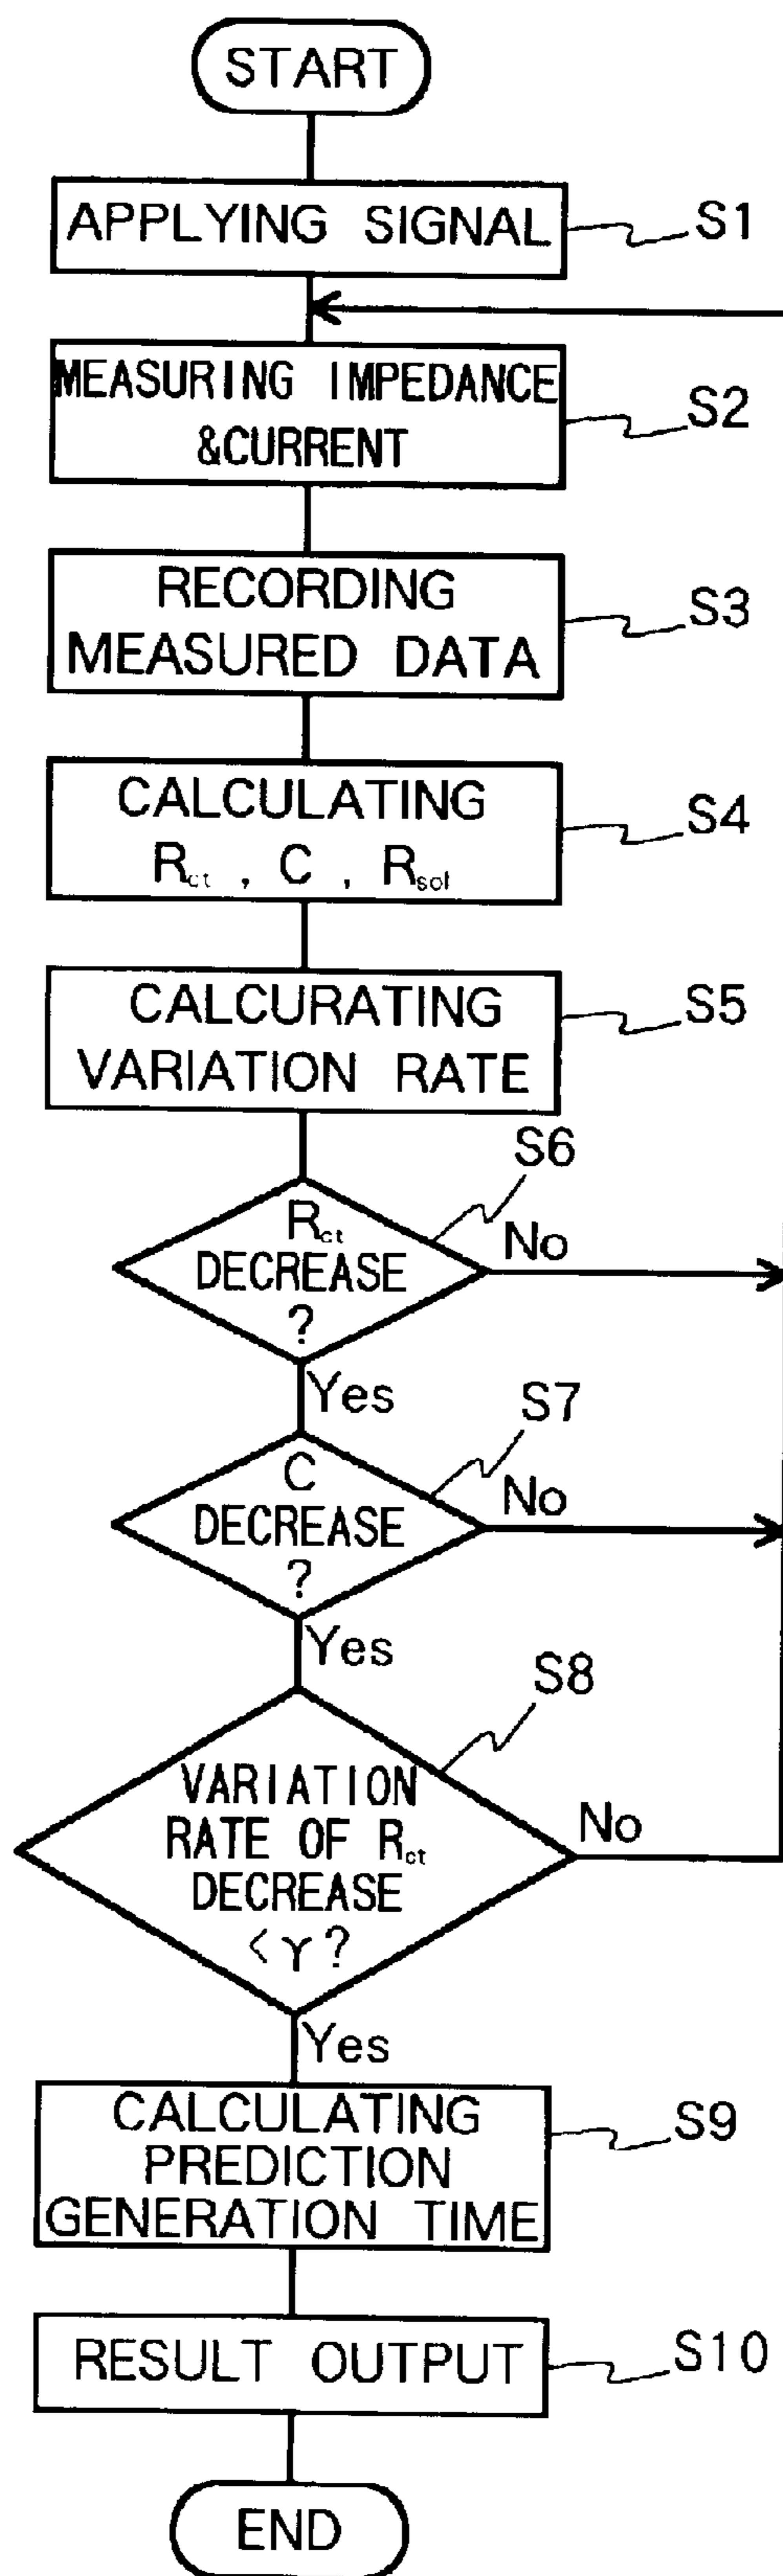 START
APPLYING SIGNAL
S1
MEASURING IMPEDANCE
&CURRENT
S2
RECORDING
MEASURED DATA
S3
CALCULATING
Rct , C , Rsol
S4
CALCURATING
VARIATION RATE
S5
S6
Rct
DECREASE
?
No
Yes
S7
C
DECREASE
?
No
Yes
S8
VARIATION
RATE OF Rct
DECREASE
< γ ?
No
Yes
CALCULATING
PREDICTION
GENERATION TIME
S9
RESULT OUTPUT
S10
END